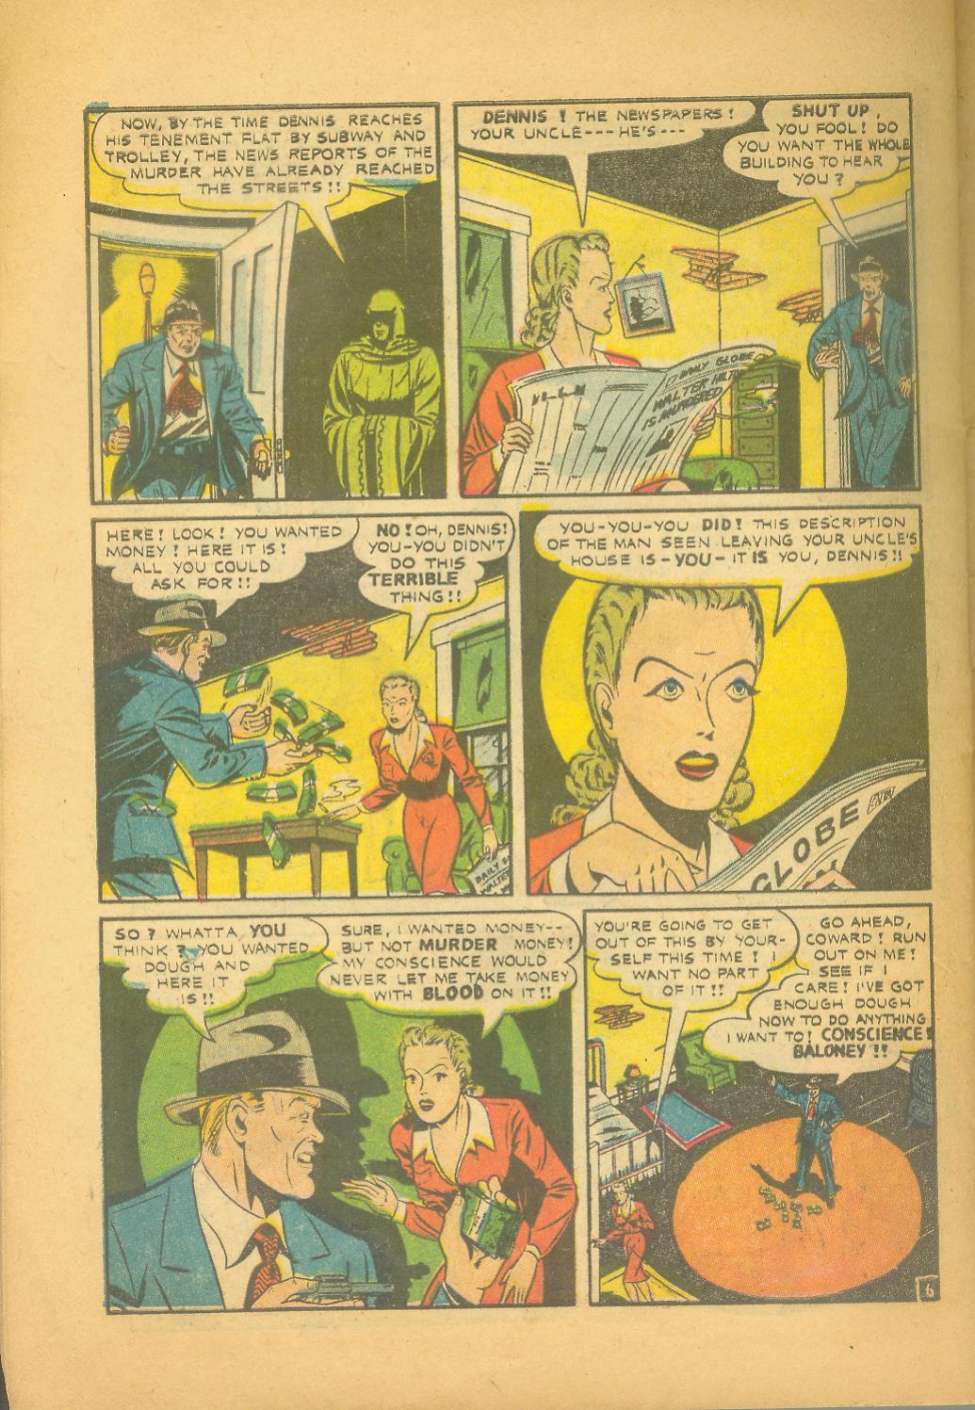 NOW, BY THE TIME DENNIS REACHES
HIS TENEMENT FLAT BY SUBWAY AND
TROLLEY, THE NEWS REPORTS OF THE
MURDER HAVE ALREADY REACHED
THE STREETS!!
DENNIS! THE NEWSPAPERS!
YOUR UNCLE--- HE'S---
SHUT UP,
YOU FOOL! DO
YOU WANT THE WHOLE
BUILDING TO HEAR
YOU?
DAILY GLOBE
WALTER
IS MURDERED
HERE! LOOK! YOU WANTED
MONEY! HERE IT IS!
ALL YOU COULD
ASK FOR!!
NO! OH, DENNIS!
YOU-YOU DIDN'T
DO THIS
TERRIBLE
THING!!
DAILY
WALTER
YOU-YOU-YOU DID! THIS DESCRIPTION
OF THE MAN SEEN LEAVING YOUR UNCLE'S
HOUSE IS -YOU- IT IS YOU, DENNIS!!
GLOBE
SO? WHATTA YOU
THINK? YOU WANTED
DOUGH AND
HERE IT
IS!!
SURE, I WANTED MONEY--
BUT NOT MURDER MONEY!
MY CONSCIENCE WOULD
NEVER LET ME TAKE MONEY
WITH BLOOD ON IT!!
YOU'RE GOING TO GET
OUT OF THIS BY YOUR-
SELF THIS TIME! I
WANT NO PART
OF IT!!
GO AHEAD,
COWARD! RUN
OUT ON ME!
SEE IF I
CARE! I'VE GOT
ENOUGH DOUGH
NOW TO DO ANYTHING
I WANT TO! CONSCIENCE!
BALONEY!!
6